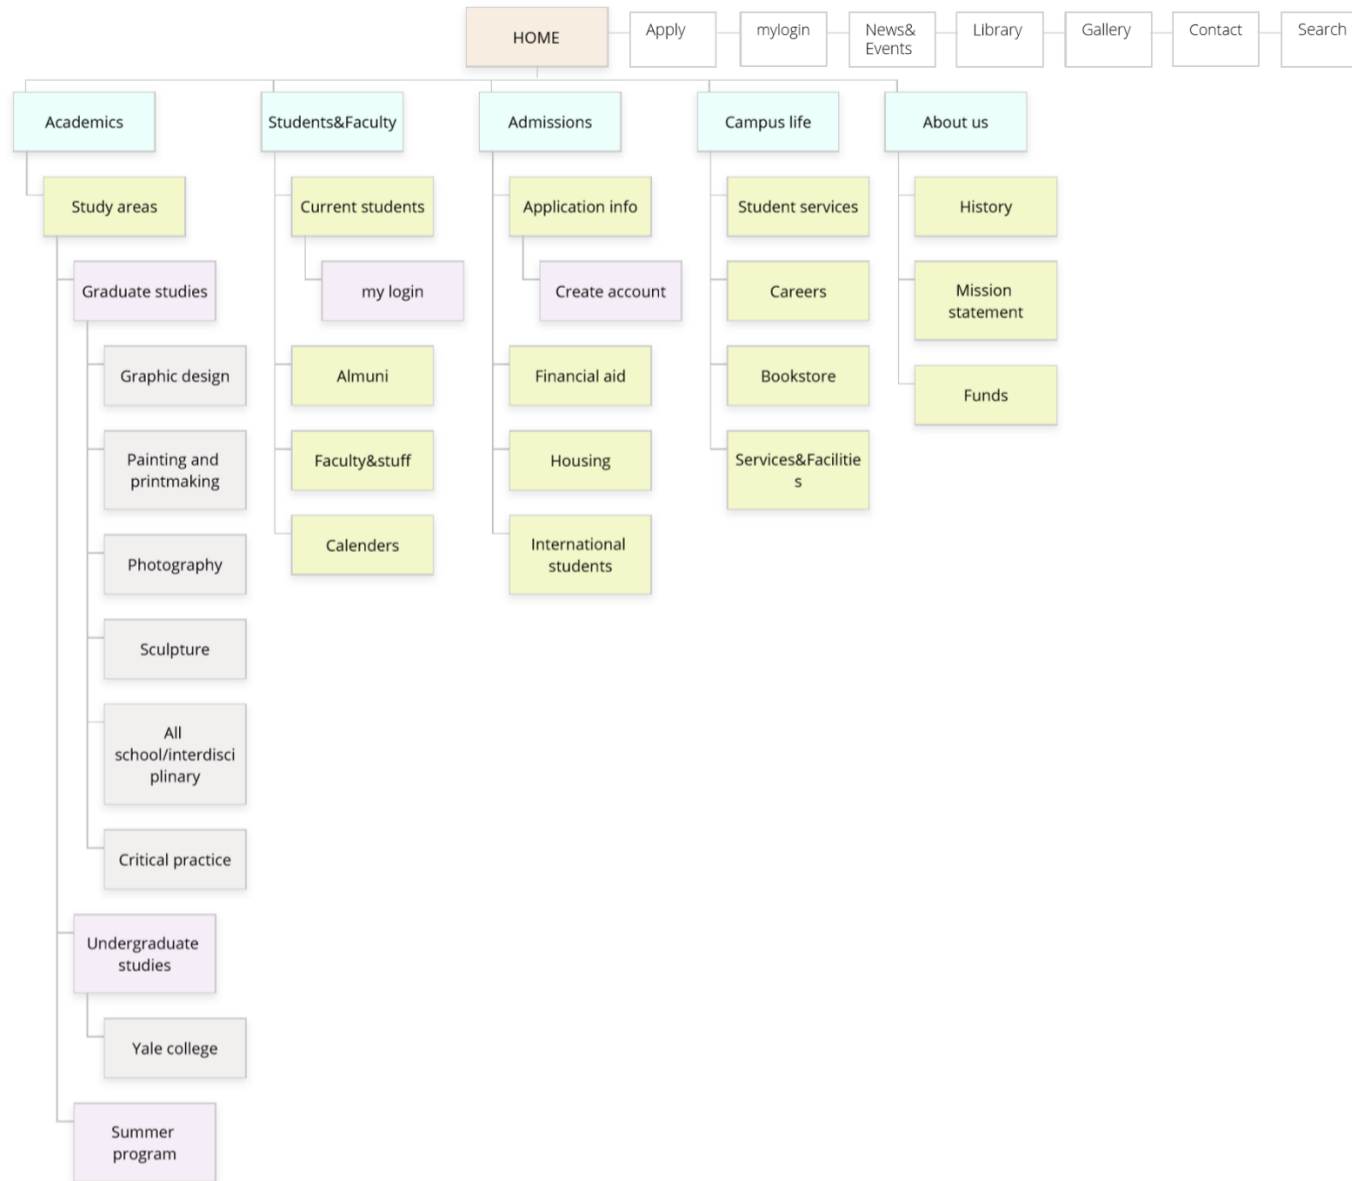 HOME
Apply
mylogin
News&
Events
Library
Gallery
Contact
Search
Academics
Study areas
Graduate studies
Graphic design
Painting and
printmaking
Photography
Sculpture
All
school/interdisci
plinary
Critical practice
Undergraduate
studies
Yale college
Summer
program
Students&Faculty
Current students
my login
Almuni
Faculty&stuff
Calenders
Admissions
Application info
Create account
Financial aid
Housing
International
students
Campus life
Student services
Careers
Bookstore
Services&Facilitie
s
About us
History
Mission
statement
Funds